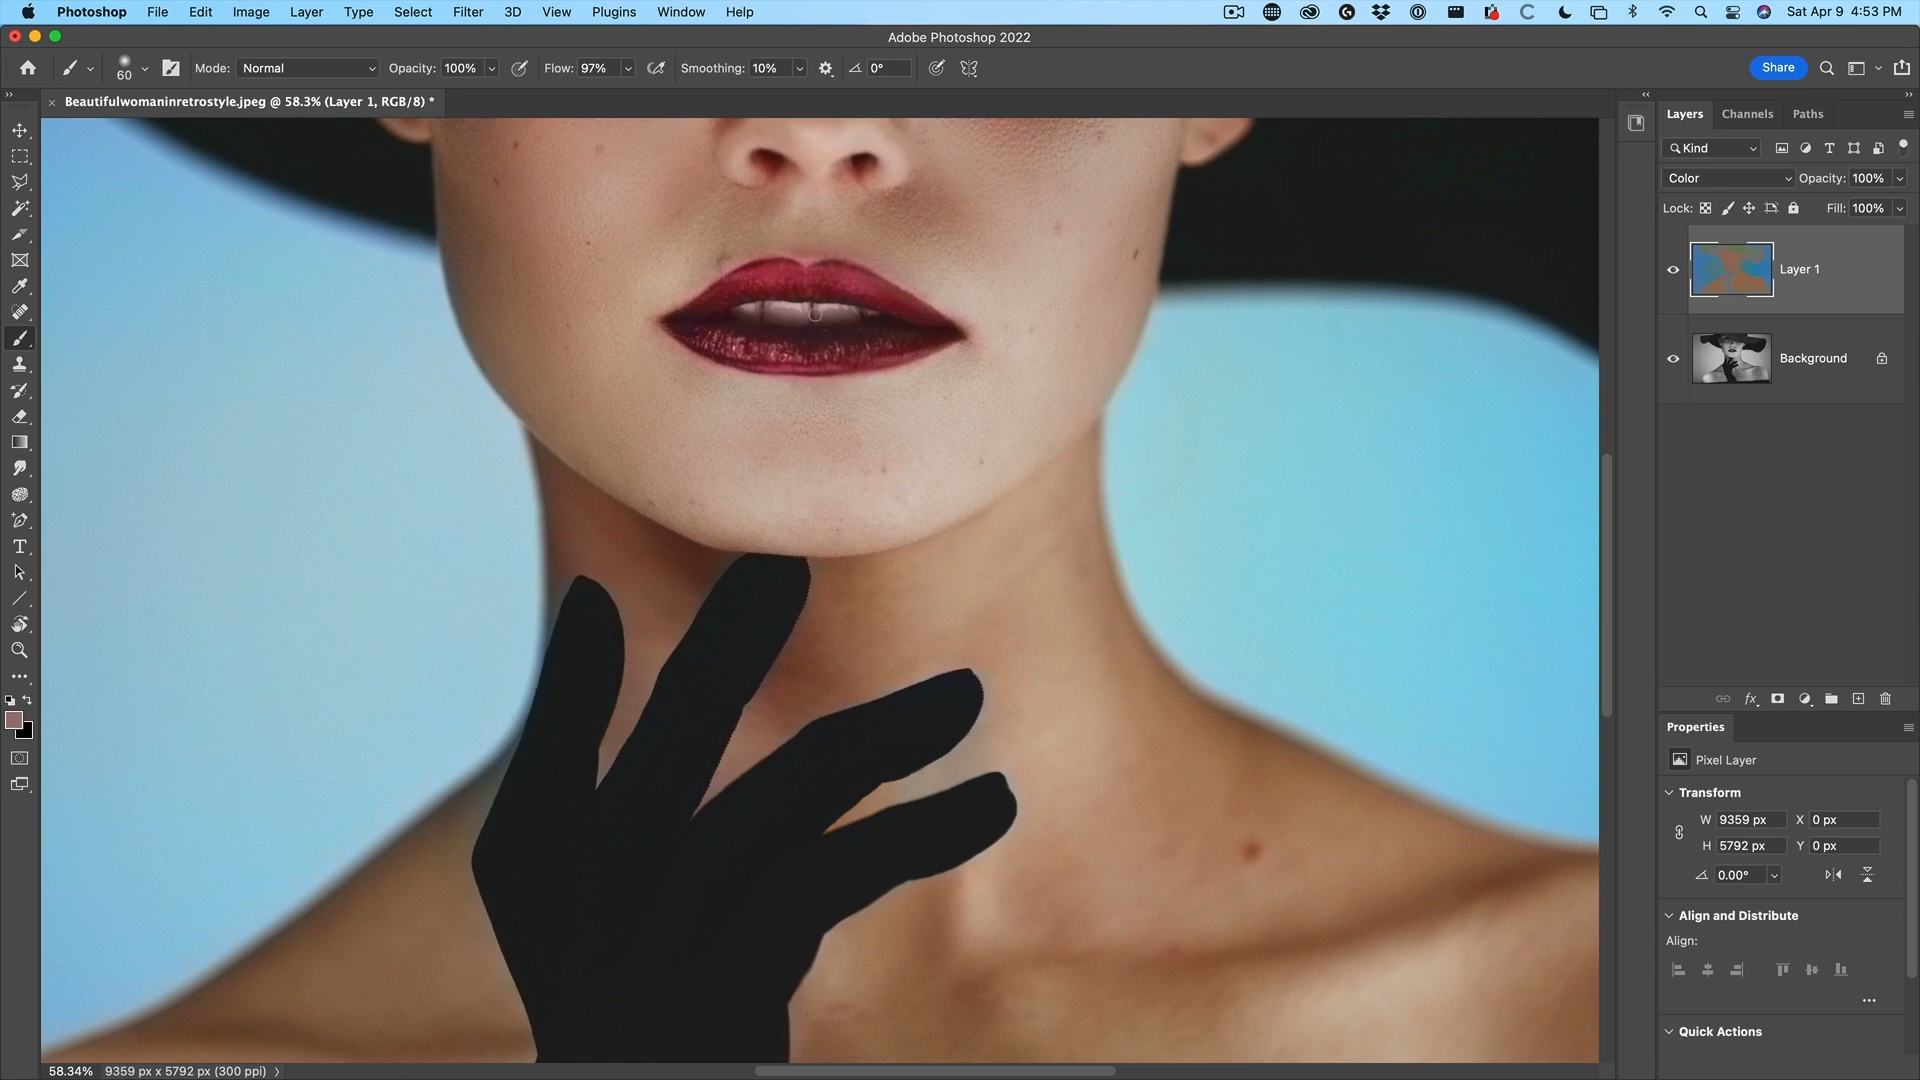 Photoshop File Edit Image Layer Type Select Filter 3D View Plugins Window Help Sat Apr 9 4:53 PM
Adobe Photoshop 2022
60 Mode: Normal Opacity: 100% Flow: 97% Smoothing: 10% 0° Share
Beautifulwomaninretrostyle.jpeg @ 58.3% (Layer 1, RGB/8) *
Layers Channels Paths
Kind
Color Opacity: 100%
Lock: Fill: 100%
Layer 1
Background
fx
Properties
Pixel Layer
Transform
W 9359 px X 0 px
H 5792 px Y 0 px
0.00°
Align and Distribute
Align:
Quick Actions
58.34% 9359 px x 5792 px (300 ppi)